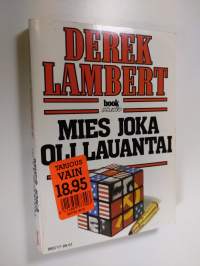 DEREK
LAMBERT
book
MIES JOKA
OLI LAUANTAI
TARJOUS
VAIN
18,95